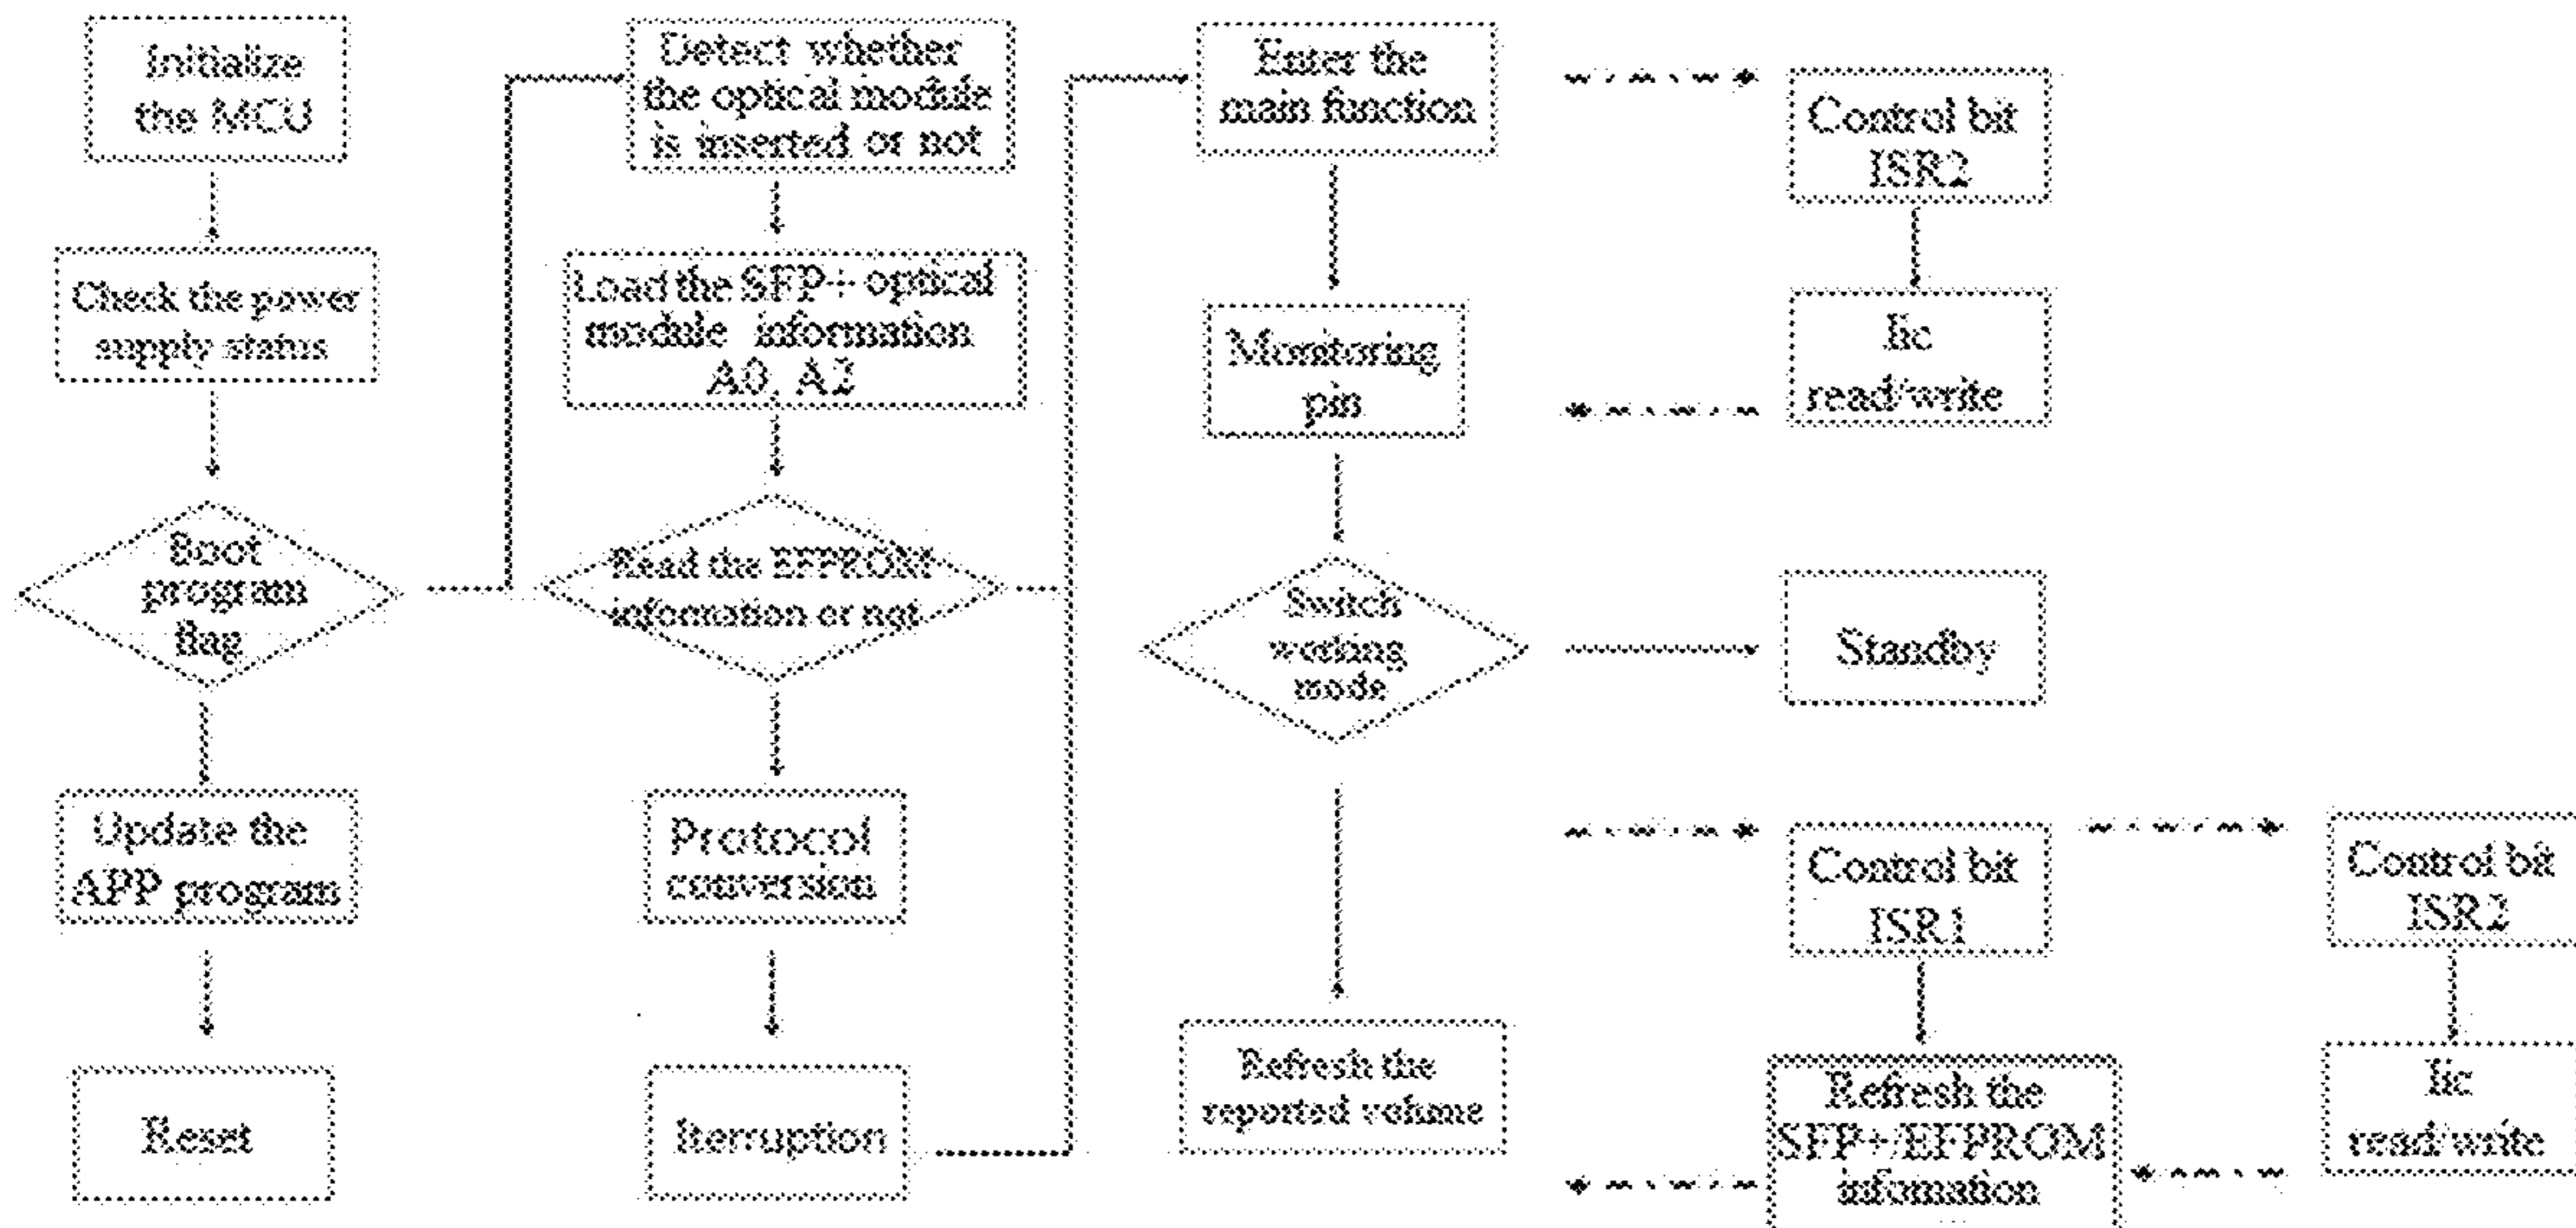 Initialize
the MCU
Check the power
supply status
Boot
program
flag
Update the
APP program
Reset
Detect whether
the optical module
is inserted or not
Load the SFP+ optical
module information
A0, A2
Read the EFPROM
information or not
Protocol
conversion
Iterruption
Enter the
main function
Monitoring
pin
Switch
working
mode
Refresh the
reported volume
Control bit
ISR2
Iic
read/write
Standby
Control bit
ISR1
Refresh the
SFP+/EFPROM
infomation
Control bit
ISR2
Iic
read/write